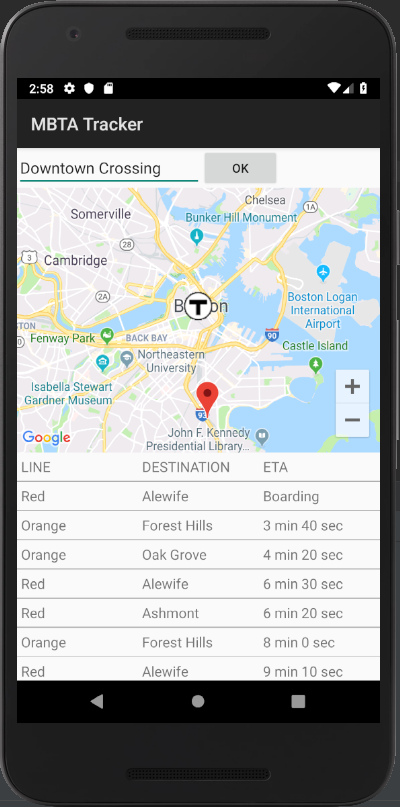 2:58
MBTA Tracker
Downtown Crossing OK
Chelsea
1A
Somerville
Bunker Hill Monument
28
3
Cambridge
2A
Boston Logan
International
Airport
T
STON
Fenway Park
BACK BAY
90
Castle Island
Northeastern
University
Isabella Stewart
Gardner Museum
93
+
−
John F. Kennedy
Presidential Library...
Google
LINE DESTINATION ETA
Red Alewife Boarding
Orange Forest Hills 3 min 40 sec
Orange Oak Grove 4 min 20 sec
Red Alewife 6 min 30 sec
Red Ashmont 6 min 20 sec
Orange Forest Hills 8 min 0 sec
Red Alewife 9 min 10 sec